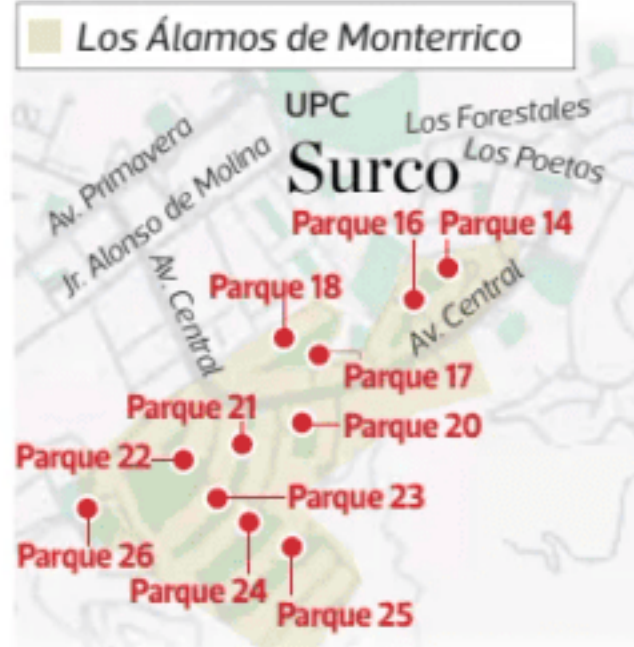 Los Álamos de Monterrico
UPC
Los Forestales
Surco
Los Poetas
Av. Primavera
Jr. Alonso de Molina
Parque 16
Parque 14
Av. Central
Parque 18
Av. Central
Parque 17
Parque 21
Parque 20
Parque 22
Parque 23
Parque 26
Parque 24
Parque 25